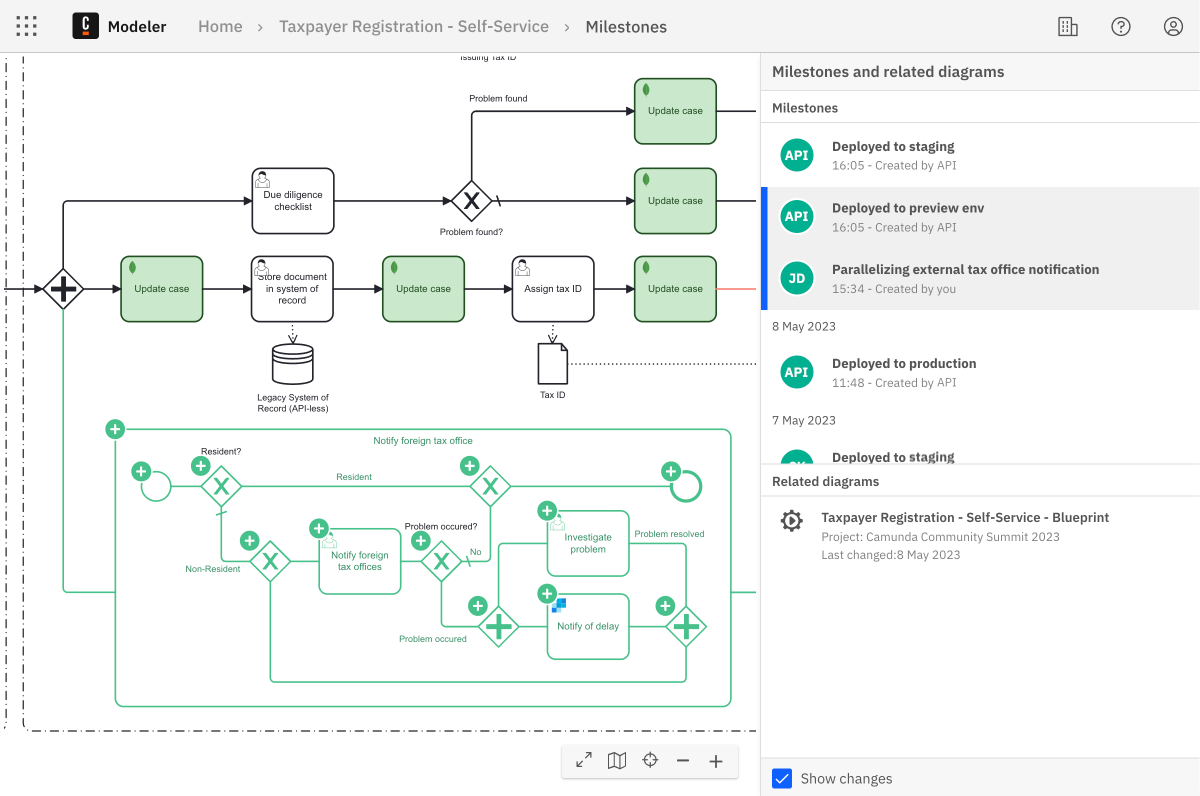 C
Modeler
Home
Taxpayer Registration - Self-Service
Milestones
Issuing Tax ID
Problem found
Update case
Due diligence
checklist
X
Problem found?
Update case
Update case
Store document
in system of
record
Update case
Assign tax ID
Update case
Legacy System of
Record (API-less)
Tax ID
Notify foreign tax office
Resident?
X
Resident
X
Non-Resident
X
Notify foreign
tax offices
Problem occured?
X
No
Investigate
problem
Problem resolved
Problem occured
Notify of delay
Milestones and related diagrams
Milestones
API
Deployed to staging
16:05 - Created by API
API
Deployed to preview env
16:05 - Created by API
JD
Parallelizing external tax office notification
15:34 - Created by you
8 May 2023
API
Deployed to production
11:48 - Created by API
7 May 2023
Deployed to staging
Related diagrams
Taxpayer Registration - Self-Service - Blueprint
Project: Camunda Community Summit 2023
Last changed:8 May 2023
Show changes